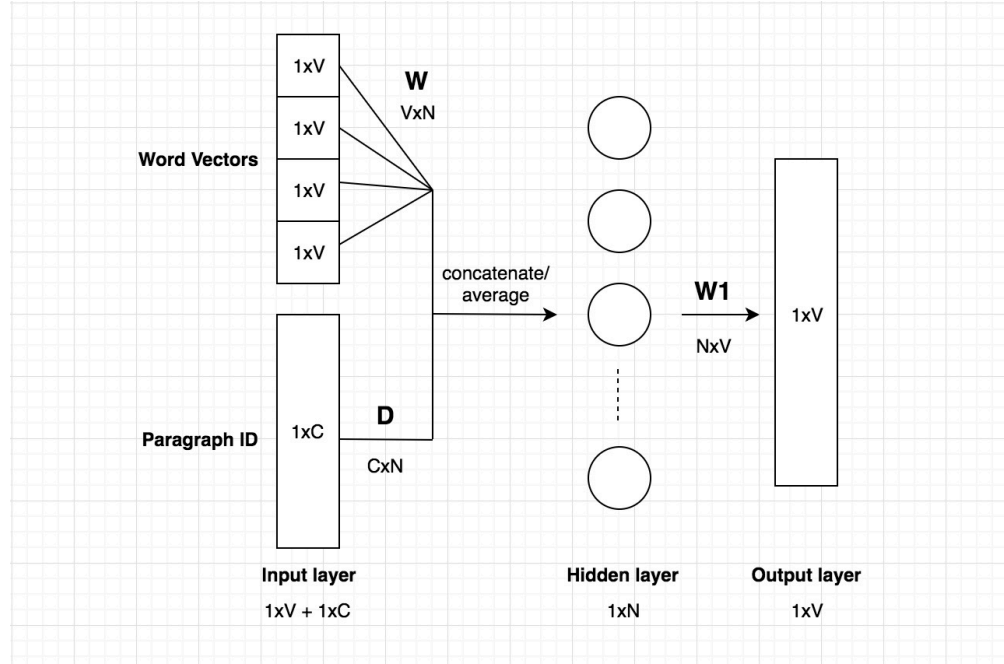 1xV
W
VxN
1xV
Word Vectors
1xV
1xV
concatenate/
average
W1
1xV
NxV
D
Paragraph ID
1xC
CxN
Input layer
Hidden layer
Output layer
1xV + 1xC
1xN
1xV